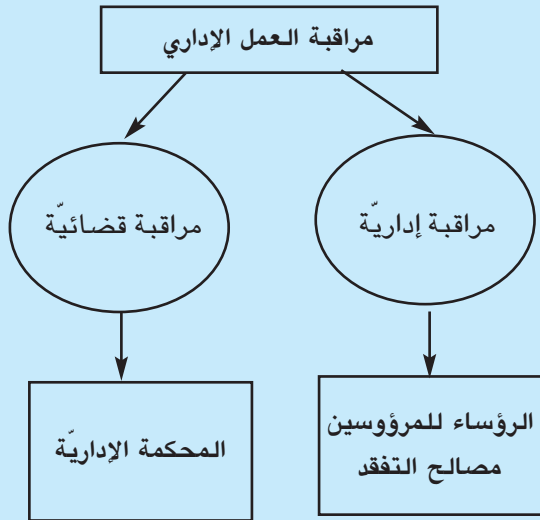 مراقبة العمل الإداري
مراقبة إداريّة
مراقبة قضائيّة
الرؤساء للمرؤوسين
مصالح التفقد
المحكمة الإداريّة